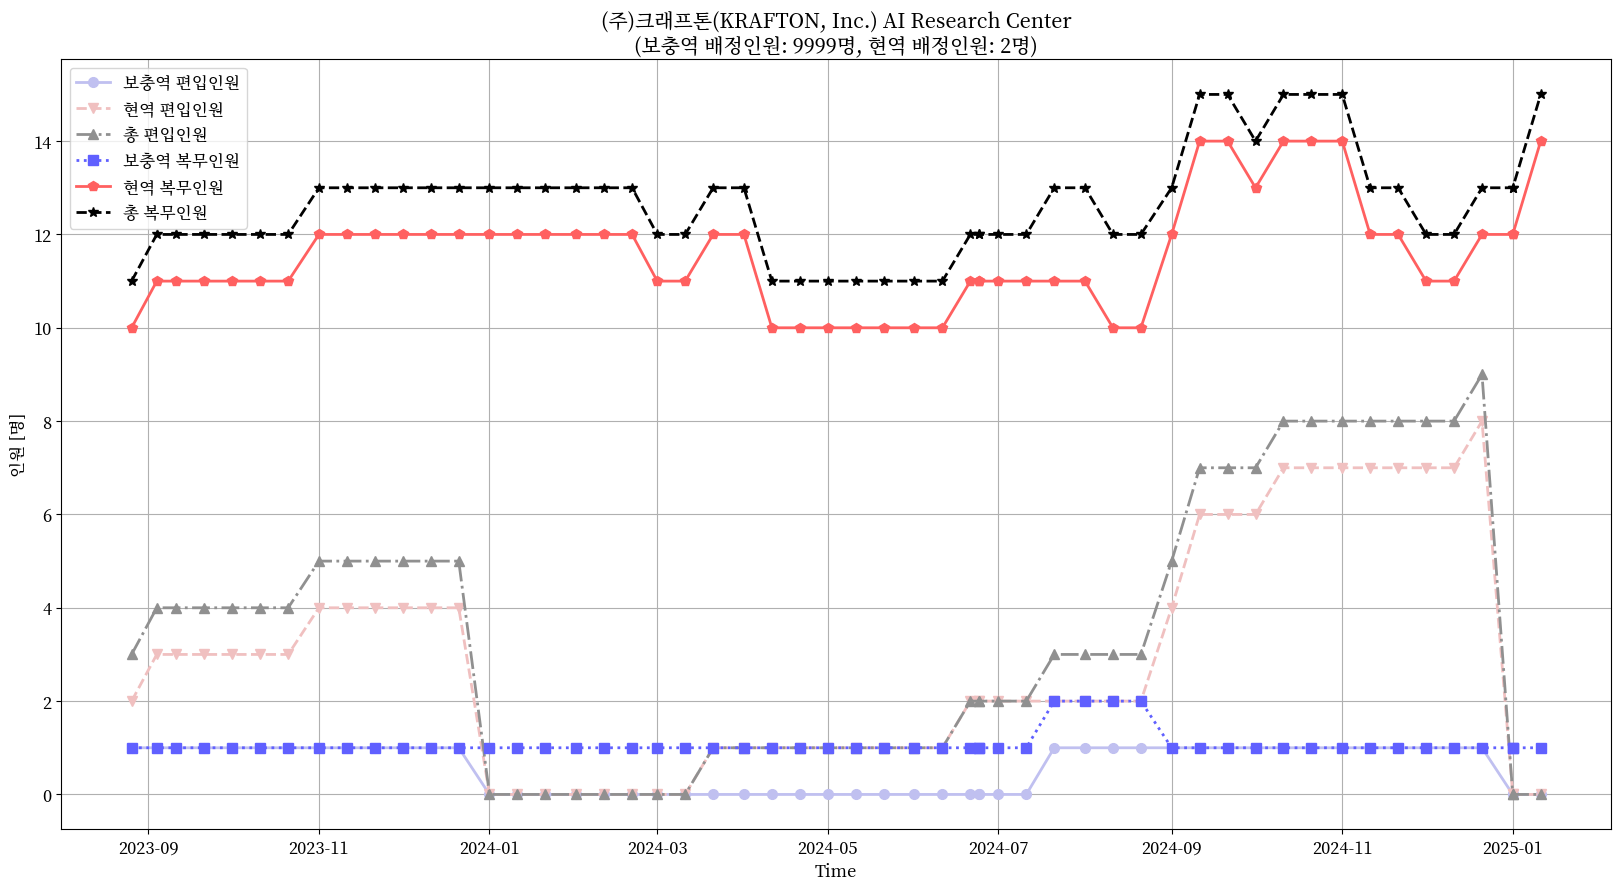 (주)크래프톤(KRAFTON, Inc.) AI Research Center
(보충역 배정인원: 9999명, 현역 배정인원: 2명)
보충역 편입인원
현역 편입인원
총 편입인원
보충역 복무인원
현역 복무인원
총 복무인원
인원 [명]
14
12
10
8
6
4
2
0
2023-09 2023-11 2024-01 2024-03 2024-05 2024-07 2024-09 2024-11 2025-01
Time